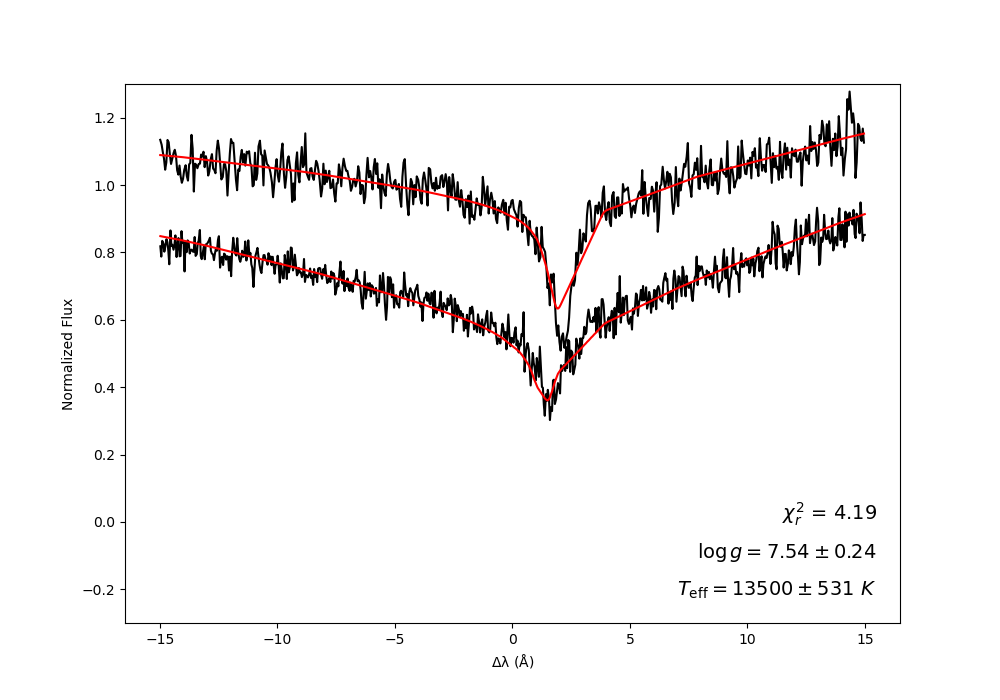 1.2
1.0
0.8
0.6
0.4
0.2
0.0
−0.2
Normalized Flux
χ²ᵣ = 4.19
log g = 7.54 ± 0.24
T_eff = 13500 ± 531 K
−15 −10 −5 0 5 10 15
Δλ (Å)